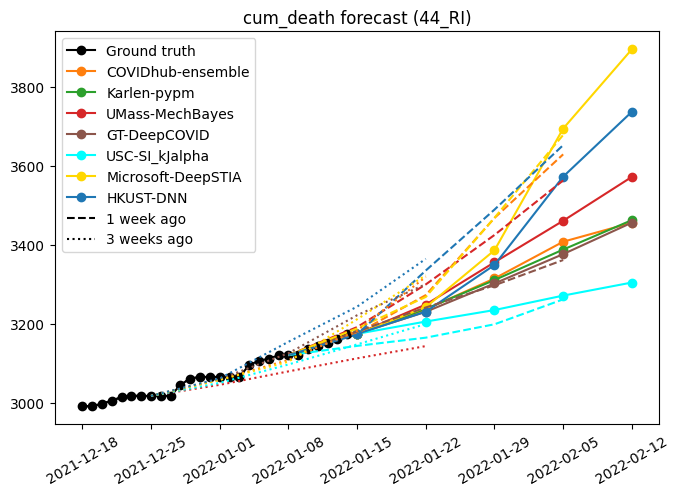 cum_death forecast (44_RI)
Ground truth
COVIDhub-ensemble
Karlen-pypm
UMass-MechBayes
GT-DeepCOVID
USC-SI_kJalpha
Microsoft-DeepSTIA
HKUST-DNN
1 week ago
3 weeks ago
3800
3600
3400
3200
3000
2021-12-18
2021-12-25
2022-01-01
2022-01-08
2022-01-15
2022-01-22
2022-01-29
2022-02-05
2022-02-12